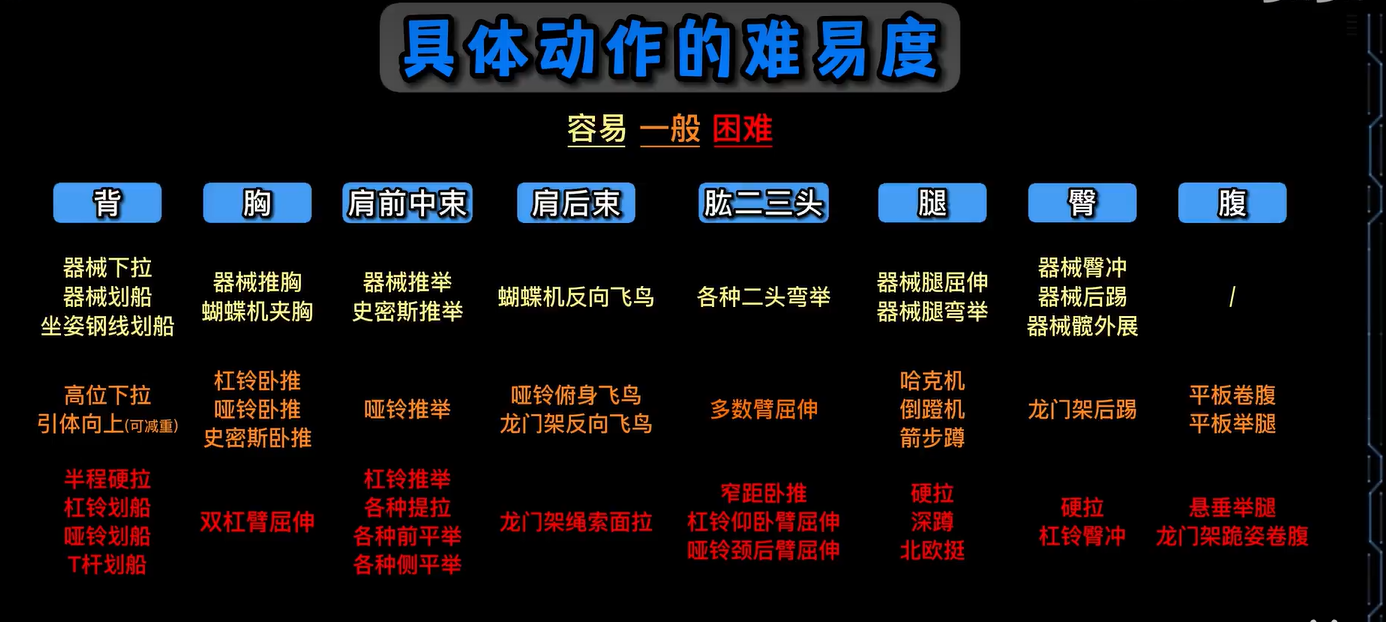 具体动作的难易度
容易 一般 困难
背 胸 肩前中束 肩后束 肱二三头 腿 臀 腹
器械下拉
器械划船
坐姿钢线划船
器械推胸
蝴蝶机夹胸
器械推举
史密斯推举
蝴蝶机反向飞鸟
各种二头弯举
器械腿屈伸
器械腿弯举
器械臀冲
器械后踢
器械髋外展
/
高位下拉
引体向上(可减重)
杠铃卧推
哑铃卧推
史密斯卧推
哑铃推举
哑铃俯身飞鸟
龙门架反向飞鸟
多数臂屈伸
哈克机
倒蹬机
箭步蹲
龙门架后踢
平板卷腹
平板举腿
半程硬拉
杠铃划船
哑铃划船
T杆划船
双杠臂屈伸
杠铃推举
各种提拉
各种前平举
各种侧平举
龙门架绳索面拉
窄距卧推
杠铃仰卧臂屈伸
哑铃颈后臂屈伸
硬拉
深蹲
北欧挺
硬拉
杠铃臀冲
悬垂举腿
龙门架跪姿卷腹